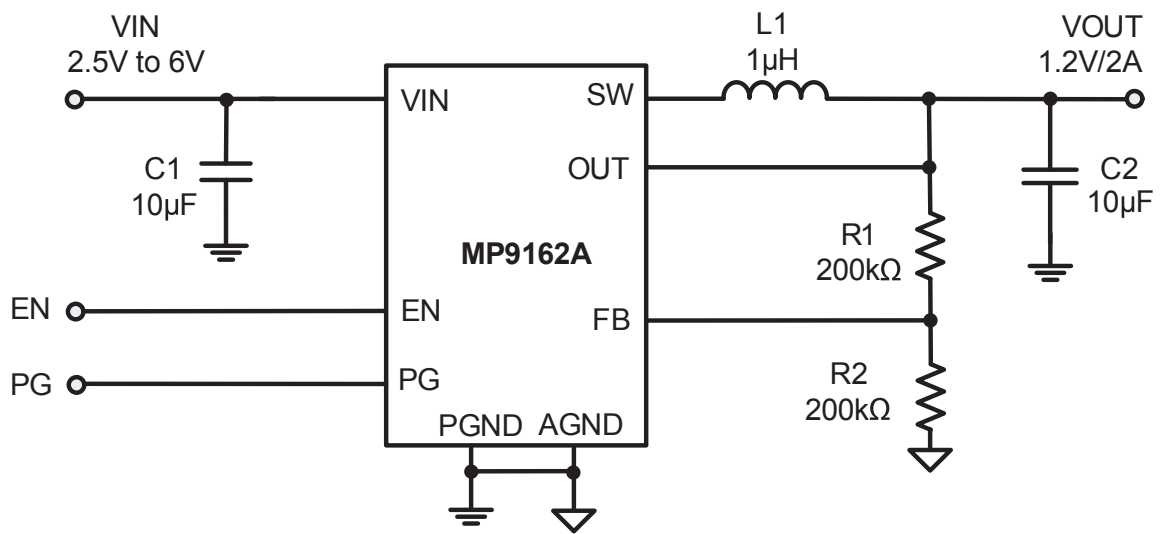 VIN
2.5V to 6V
L1
1µH
VOUT
1.2V/2A
VIN
SW
C1
10µF
OUT
C2
10µF
MP9162A
R1
200kΩ
EN
EN
FB
PG
PG
R2
200kΩ
PGND
AGND